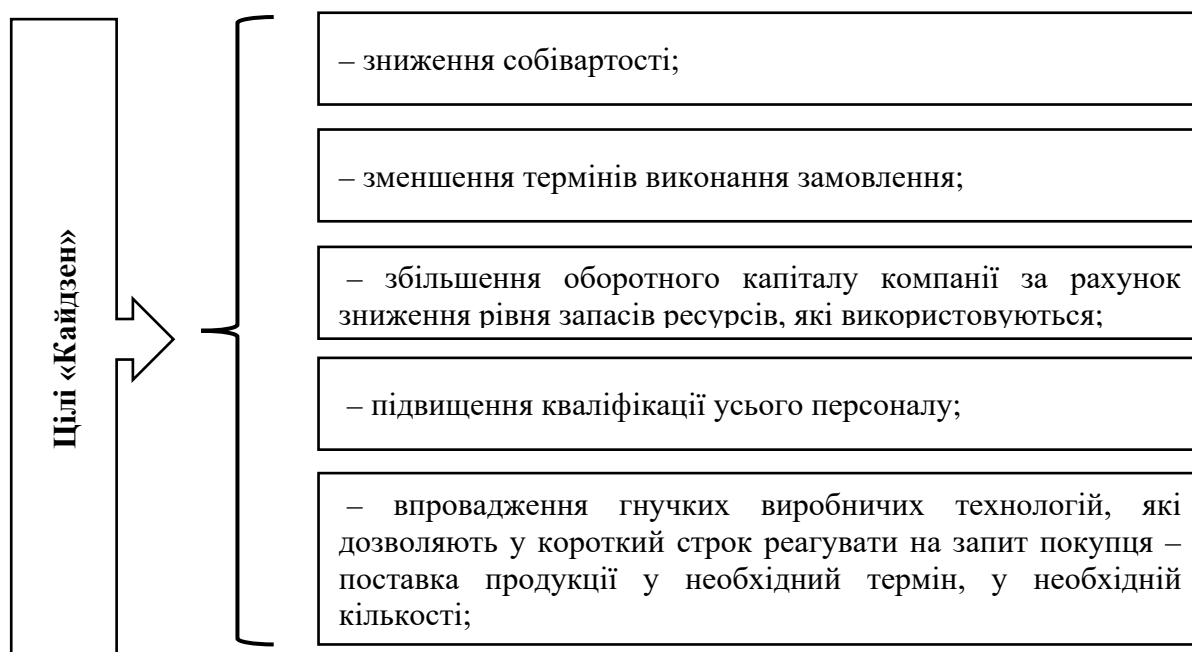 Цілі «Кайдзен»
– зниження собівартості;
– зменшення термінів виконання замовлення;
– збільшення оборотного капіталу компанії за рахунок
зниження рівня запасів ресурсів, які використовуються;
– підвищення кваліфікації усього персоналу;
– впровадження гнучких виробничих технологій, які
дозволяють у короткий строк реагувати на запит покупця –
поставка продукції у необхідний термін, у необхідній
кількості;